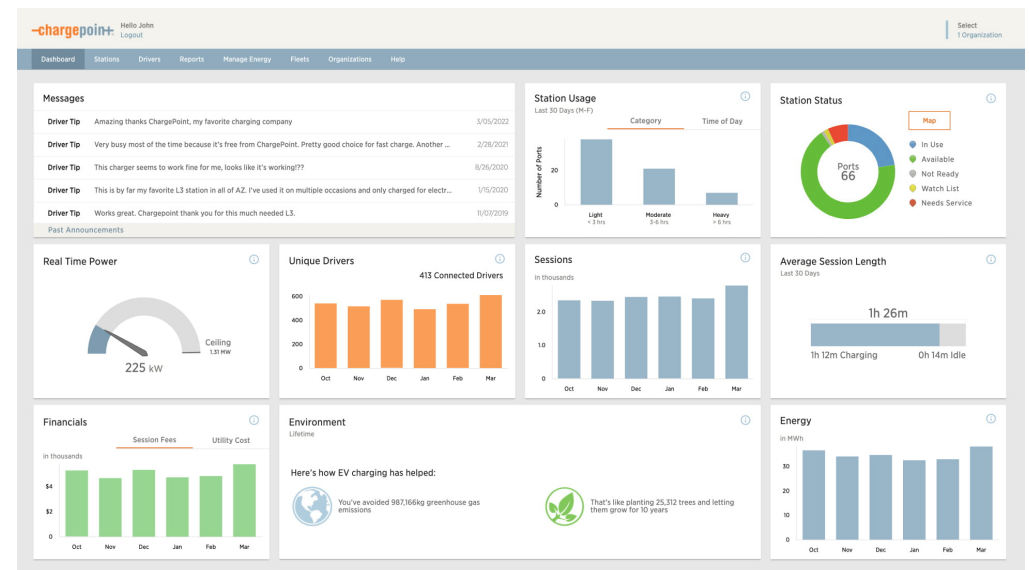 -chargepoin+:
Hello John
Logout
Select
1 Organization
Dashboard Stations Drivers Reports Manage Energy Fleets Organizations Help
Messages
Driver Tip Amazing thanks ChargePoint, my favorite charging company 3/05/2022
Driver Tip Very busy most of the time because it's free from ChargePoint. Pretty good choice for fast charge. Another ... 2/28/2021
Driver Tip This charger seems to work fine for me, looks like it's working!?? 8/26/2020
Driver Tip This is by far my favorite L3 station in all of AZ. I've used it on multiple occasions and only charged for electr... 1/15/2020
Driver Tip Works great. Chargepoint thank you for this much needed L3. 11/07/2019
Past Announcements
Station Usage
Last 30 Days (M-F)
Category Time of Day
Number of Ports
20
0
Light Moderate Heavy
< 3 hrs 3-6 hrs > 6 hrs
Station Status
Map
Ports
66
In Use
Available
Not Ready
Watch List
Needs Service
Real Time Power
Ceiling
1.31 MW
225 kW
Unique Drivers
413 Connected Drivers
600
400
200
0
Oct Nov Dec Jan Feb Mar
Sessions
in thousands
2.0
1.0
0
Oct Nov Dec Jan Feb Mar
Average Session Length
Last 30 Days
1h 26m
1h 12m Charging 0h 14m Idle
Financials
Session Fees Utility Cost
in thousands
$4
$2
0
Oct Nov Dec Jan Feb Mar
Environment
Lifetime
Here's how EV charging has helped:
You've avoided 987,166kg greenhouse gas
emissions
That's like planting 25,312 trees and letting
them grow for 10 years
Energy
in MWh
30
20
10
0
Oct Nov Dec Jan Feb Mar